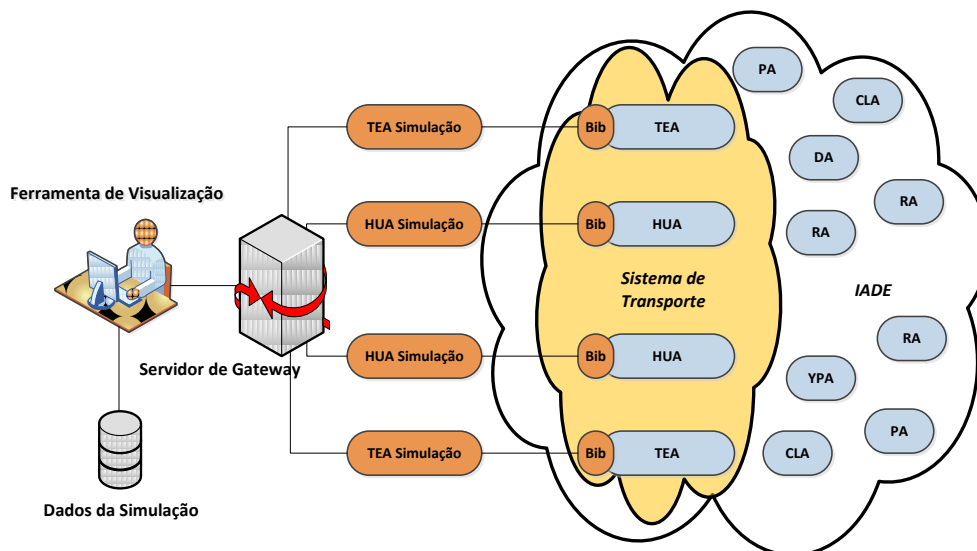 PA
CLA
TEA Simulação
Bib
TEA
DA
Ferramenta de Visualização
RA
HUA Simulação
Bib
HUA
RA
Sistema de
Transporte
IADE
RA
Servidor de Gateway
HUA Simulação
Bib
HUA
YPA
PA
TEA Simulação
Bib
TEA
CLA
Dados da Simulação